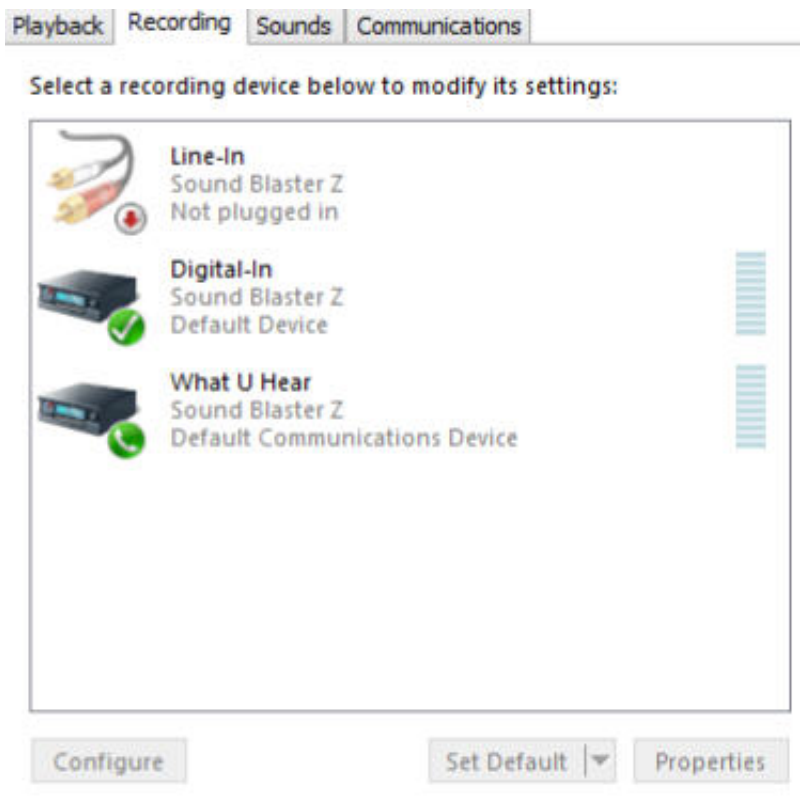 Playback Recording Sounds Communications
Select a recording device below to modify its settings:
Line-In
Sound Blaster Z
Not plugged in
Digital-In
Sound Blaster Z
Default Device
What U Hear
Sound Blaster Z
Default Communications Device
Configure Set Default Properties